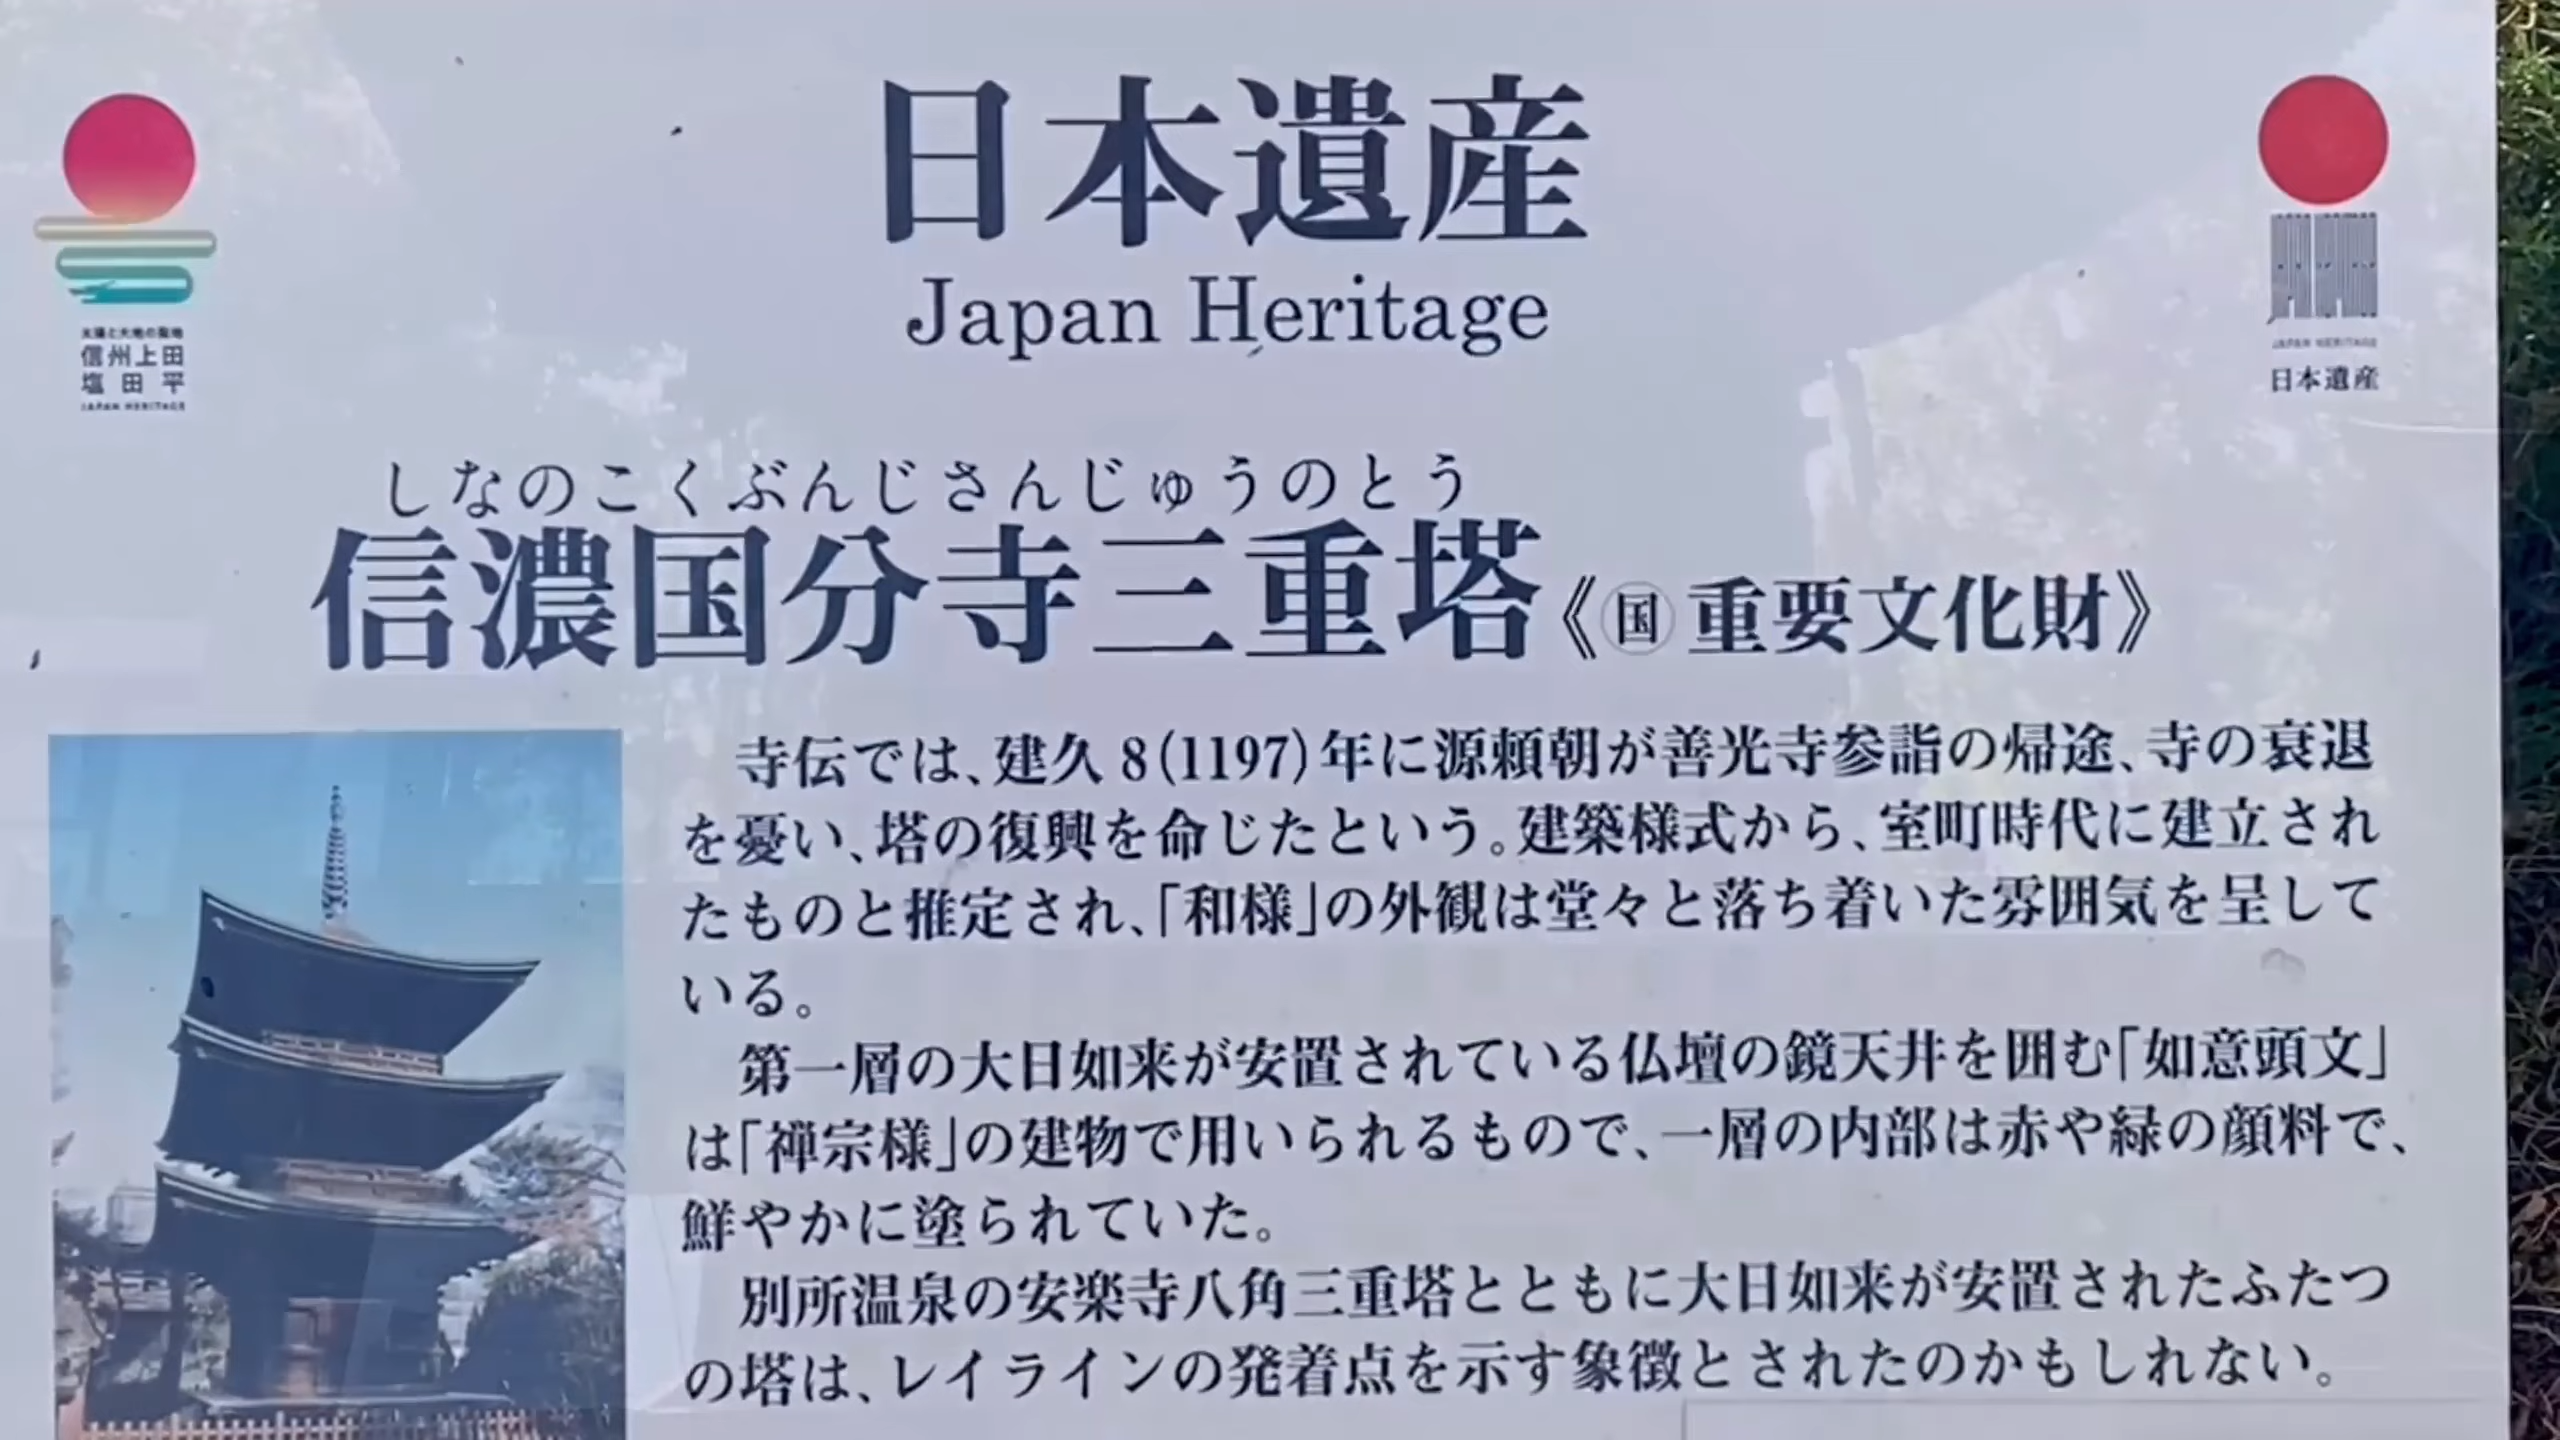 日本遺産
Japan Heritage
太陽と大地の聖地
信州上田
塩田平
JAPAN HERITAGE
JAPAN HERITAGE
日本遺産
しなのこくぶんじさんじゅうのとう
信濃国分寺三重塔《国重要文化財》
寺伝では、建久8(1197)年に源頼朝が善光寺参詣の帰途、寺の衰退
を憂い、塔の復興を命じたという。建築様式から、室町時代に建立され
たものと推定され、「和様」の外観は堂々と落ち着いた雰囲気を呈して
いる。
第一層の大日如来が安置されている仏壇の鏡天井を囲む「如意頭文」
は「禅宗様」の建物で用いられるもので、一層の内部は赤や緑の顔料で、
鮮やかに塗られていた。
別所温泉の安楽寺八角三重塔とともに大日如来が安置されたふたつ
の塔は、レイラインの発着点を示す象徴とされたのかもしれない。